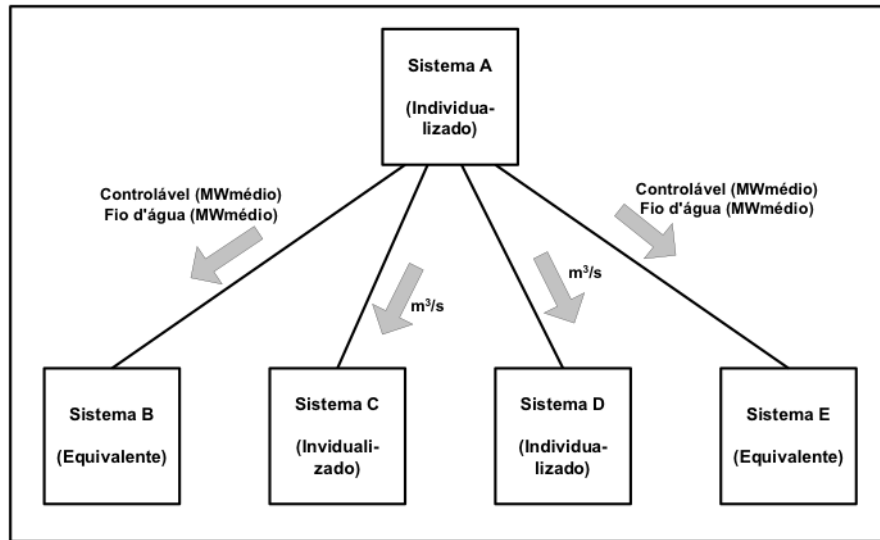 Sistema A
(Individua-
lizado)
Controlável (MWmédio)
Fio d'água (MWmédio)
Controlável (MWmédio)
Fio d'água (MWmédio)
m³/s
m³/s
Sistema B
(Equivalente)
Sistema C
(Invidualí-
zado)
Sistema D
(Individua-
lizado)
Sistema E
(Equivalente)